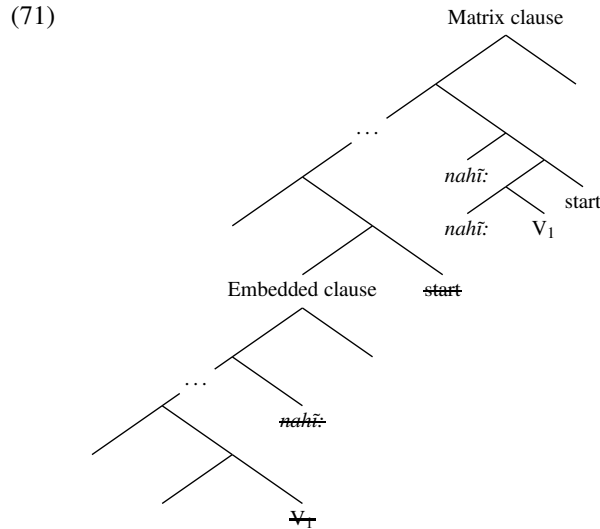 (71)
Matrix clause
...
nahĩ:
start
nahĩ: V₁
Embedded clause start
...
nahĩ:
V₁